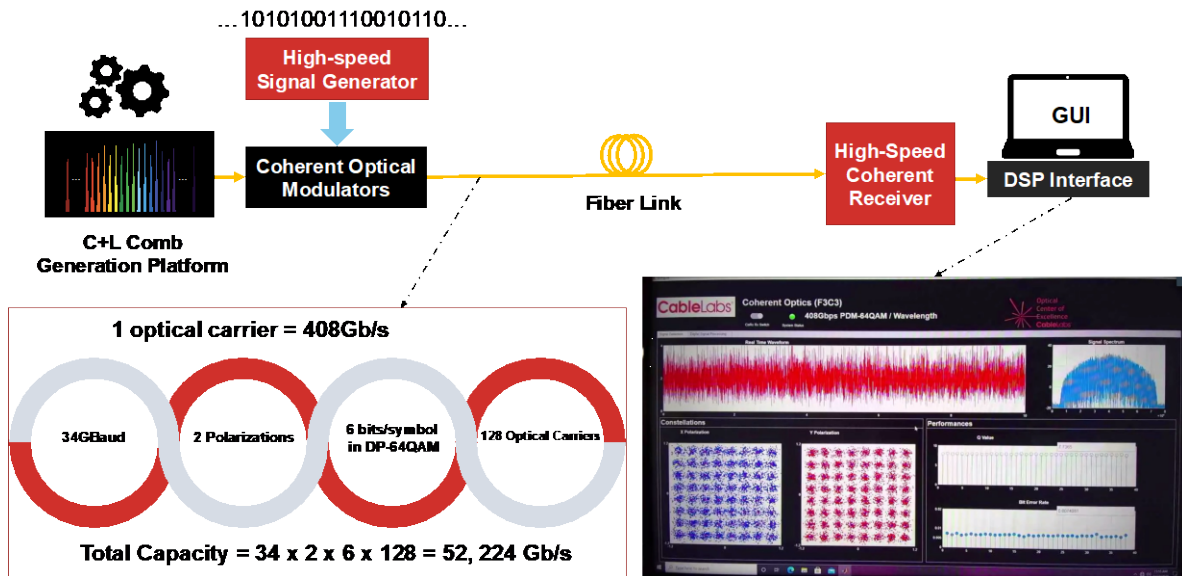 ...10101001110010110...
High-speed
Signal Generator
Coherent Optical
Modulators
C+L Comb
Generation Platform
Fiber Link
High-Speed
Coherent
Receiver
GUI
DSP Interface
1 optical carrier = 408Gb/s
34GBaud
2 Polarizations
6 bits/symbol
in DP-64QAM
128 Optical Carriers
Total Capacity = 34 x 2 x 6 x 128 = 52, 224 Gb/s
CableLabs
Coherent Optics (F3C3)
408Gbps PDM-64QAM / Wavelength
System Status
Optical
Center of
Excellence
CableLabs
Real Time Waveform
Signal Spectrum
Constellations
X Polarization
Y Polarization
Performances
Q Value
Bit Error Rate